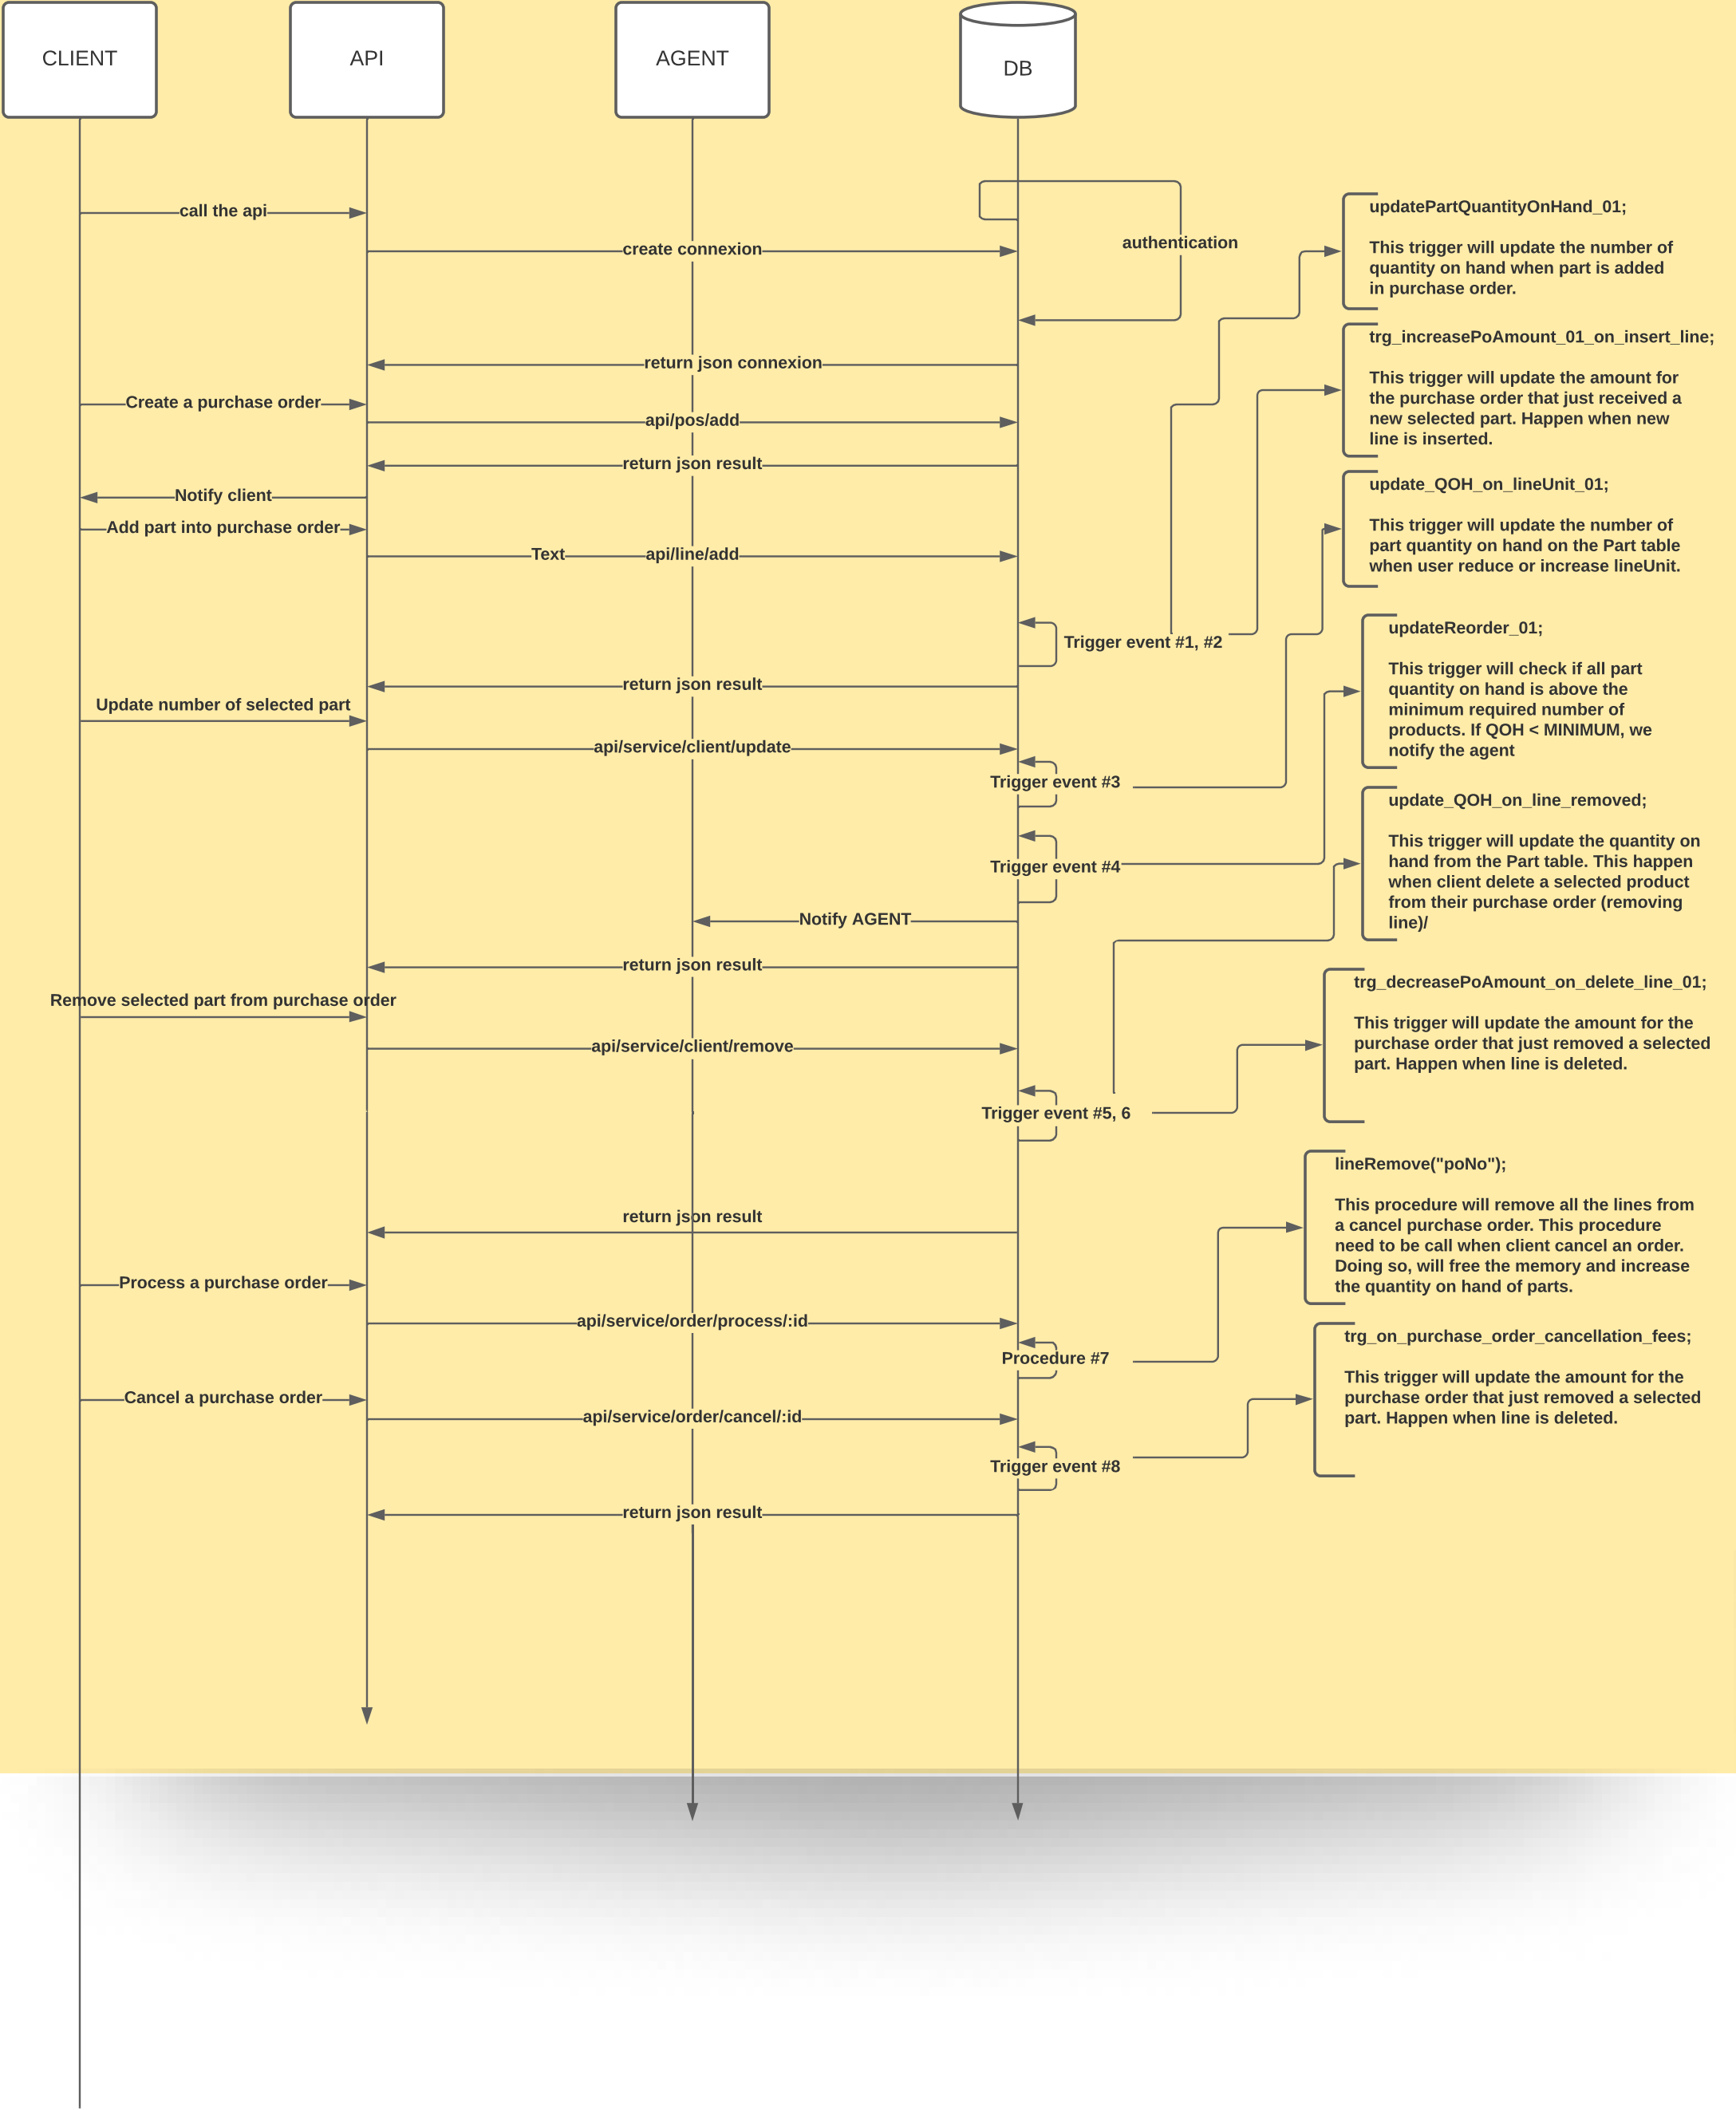 CLIENT
API
AGENT
DB
call the api
create connexion
authentication
return json connexion
Create a purchase order
api/pos/add
return json result
Notify client
Add part into purchase order
Text
api/line/add
Trigger event #1, #2
return json result
Update number of selected part
api/service/client/update
Trigger event #3
Trigger event #4
Notify AGENT
return json result
Remove selected part from purchase order
api/service/client/remove
Trigger event #5, 6
return json result
Process a purchase order
api/service/order/process/:id
Procedure #7
Cancel a purchase order
api/service/order/cancel/:id
Trigger event #8
return json result
updatePartQuantityOnHand_01;
This trigger will update the number of
quantity on hand when part is added
in purchase order.
trg_increasePoAmount_01_on_insert_line;
This trigger will update the amount for
the purchase order that just received a
new selected part. Happen when new
line is inserted.
update_QOH_on_lineUnit_01;
This trigger will update the number of
part quantity on hand on the Part table
when user reduce or increase lineUnit.
updateReorder_01;
This trigger will check if all part
quantity on hand is above the
minimum required number of
products. If QOH < MINIMUM, we
notify the agent
update_QOH_on_line_removed;
This trigger will update the quantity on
hand from the Part table. This happen
when client delete a selected product
from their purchase order (removing
line)/
trg_decreasePoAmount_on_delete_line_01;
This trigger will update the amount for the
purchase order that just removed a selected
part. Happen when line is deleted.
lineRemove("poNo");
This procedure will remove all the lines from
a cancel purchase order. This procedure
need to be call when client cancel an order.
Doing so, will free the memory and increase
the quantity on hand of parts.
trg_on_purchase_order_cancellation_fees;
This trigger will update the amount for the
purchase order that just removed a selected
part. Happen when line is deleted.